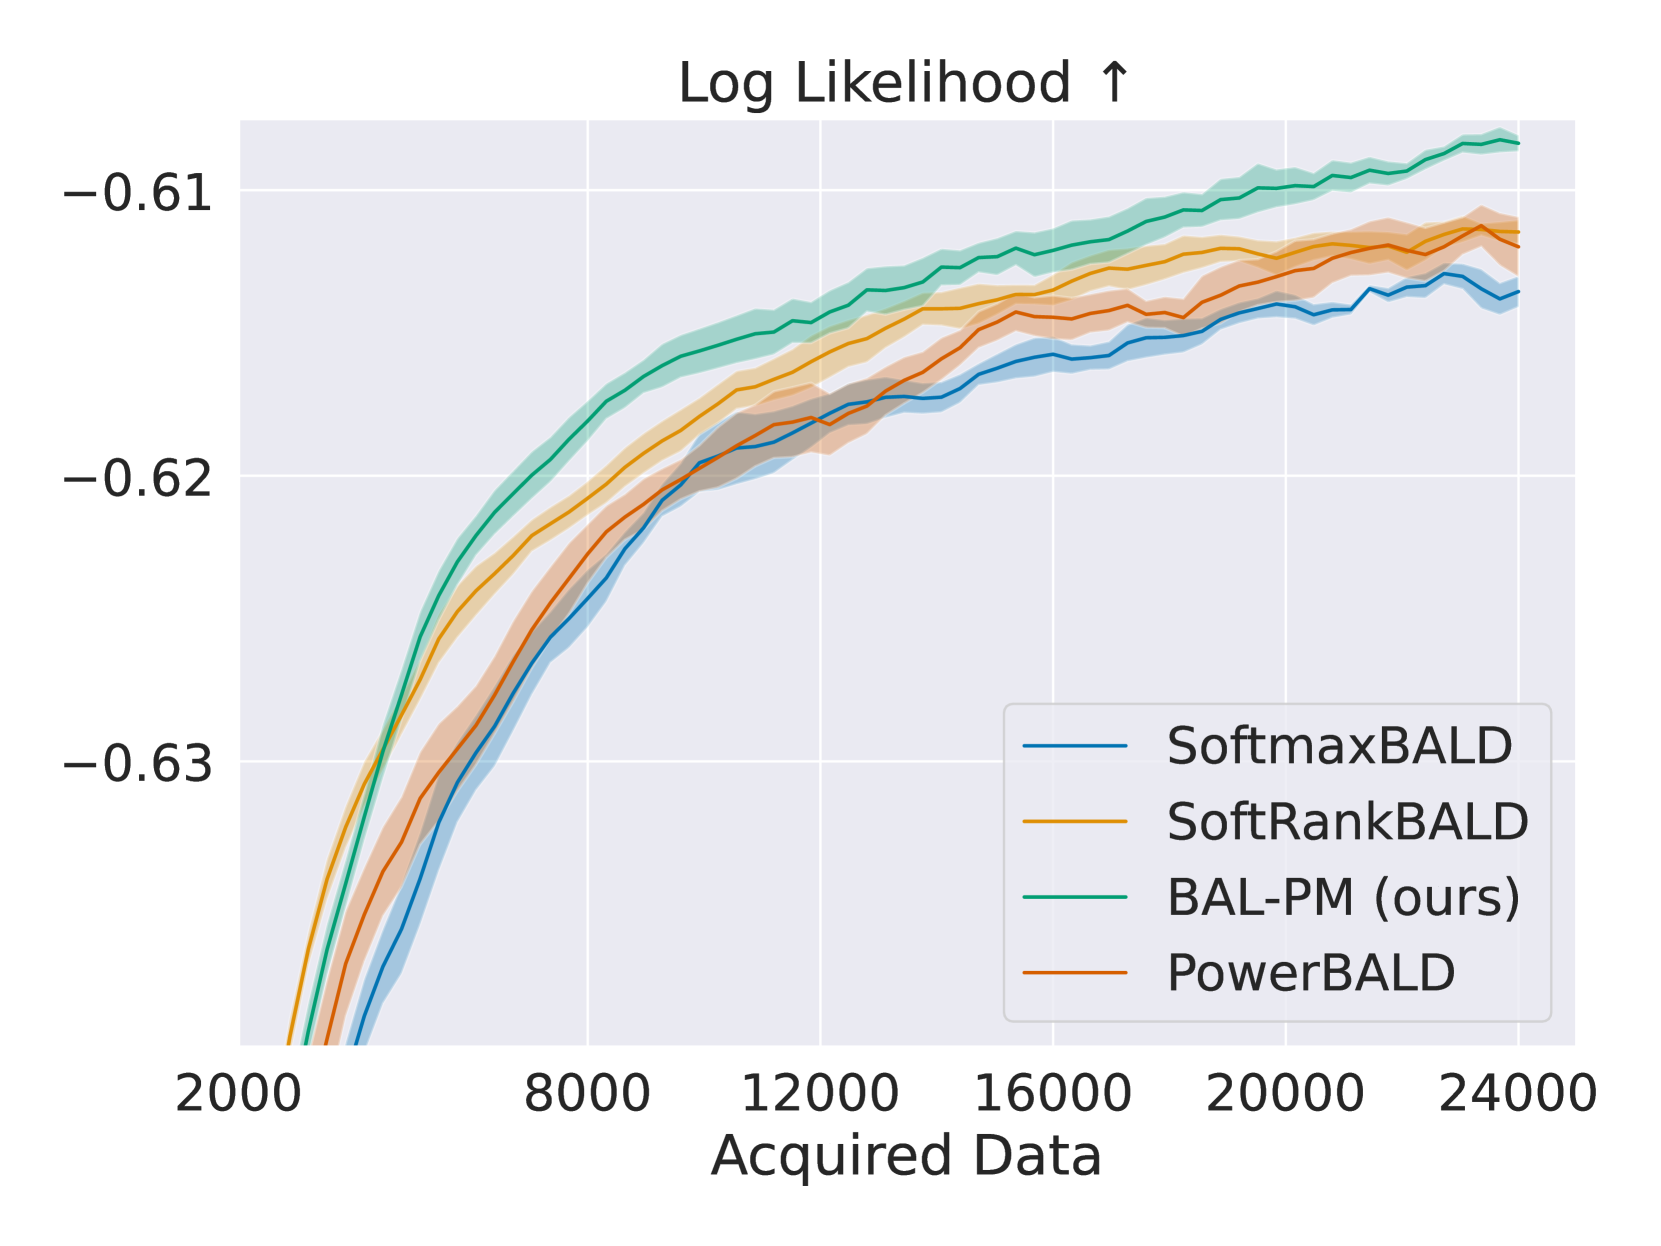 Log Likelihood ↑
−0.61
−0.62
−0.63
SoftmaxBALD
SoftRankBALD
BAL-PM (ours)
PowerBALD
2000 8000 12000 16000 20000 24000
Acquired Data